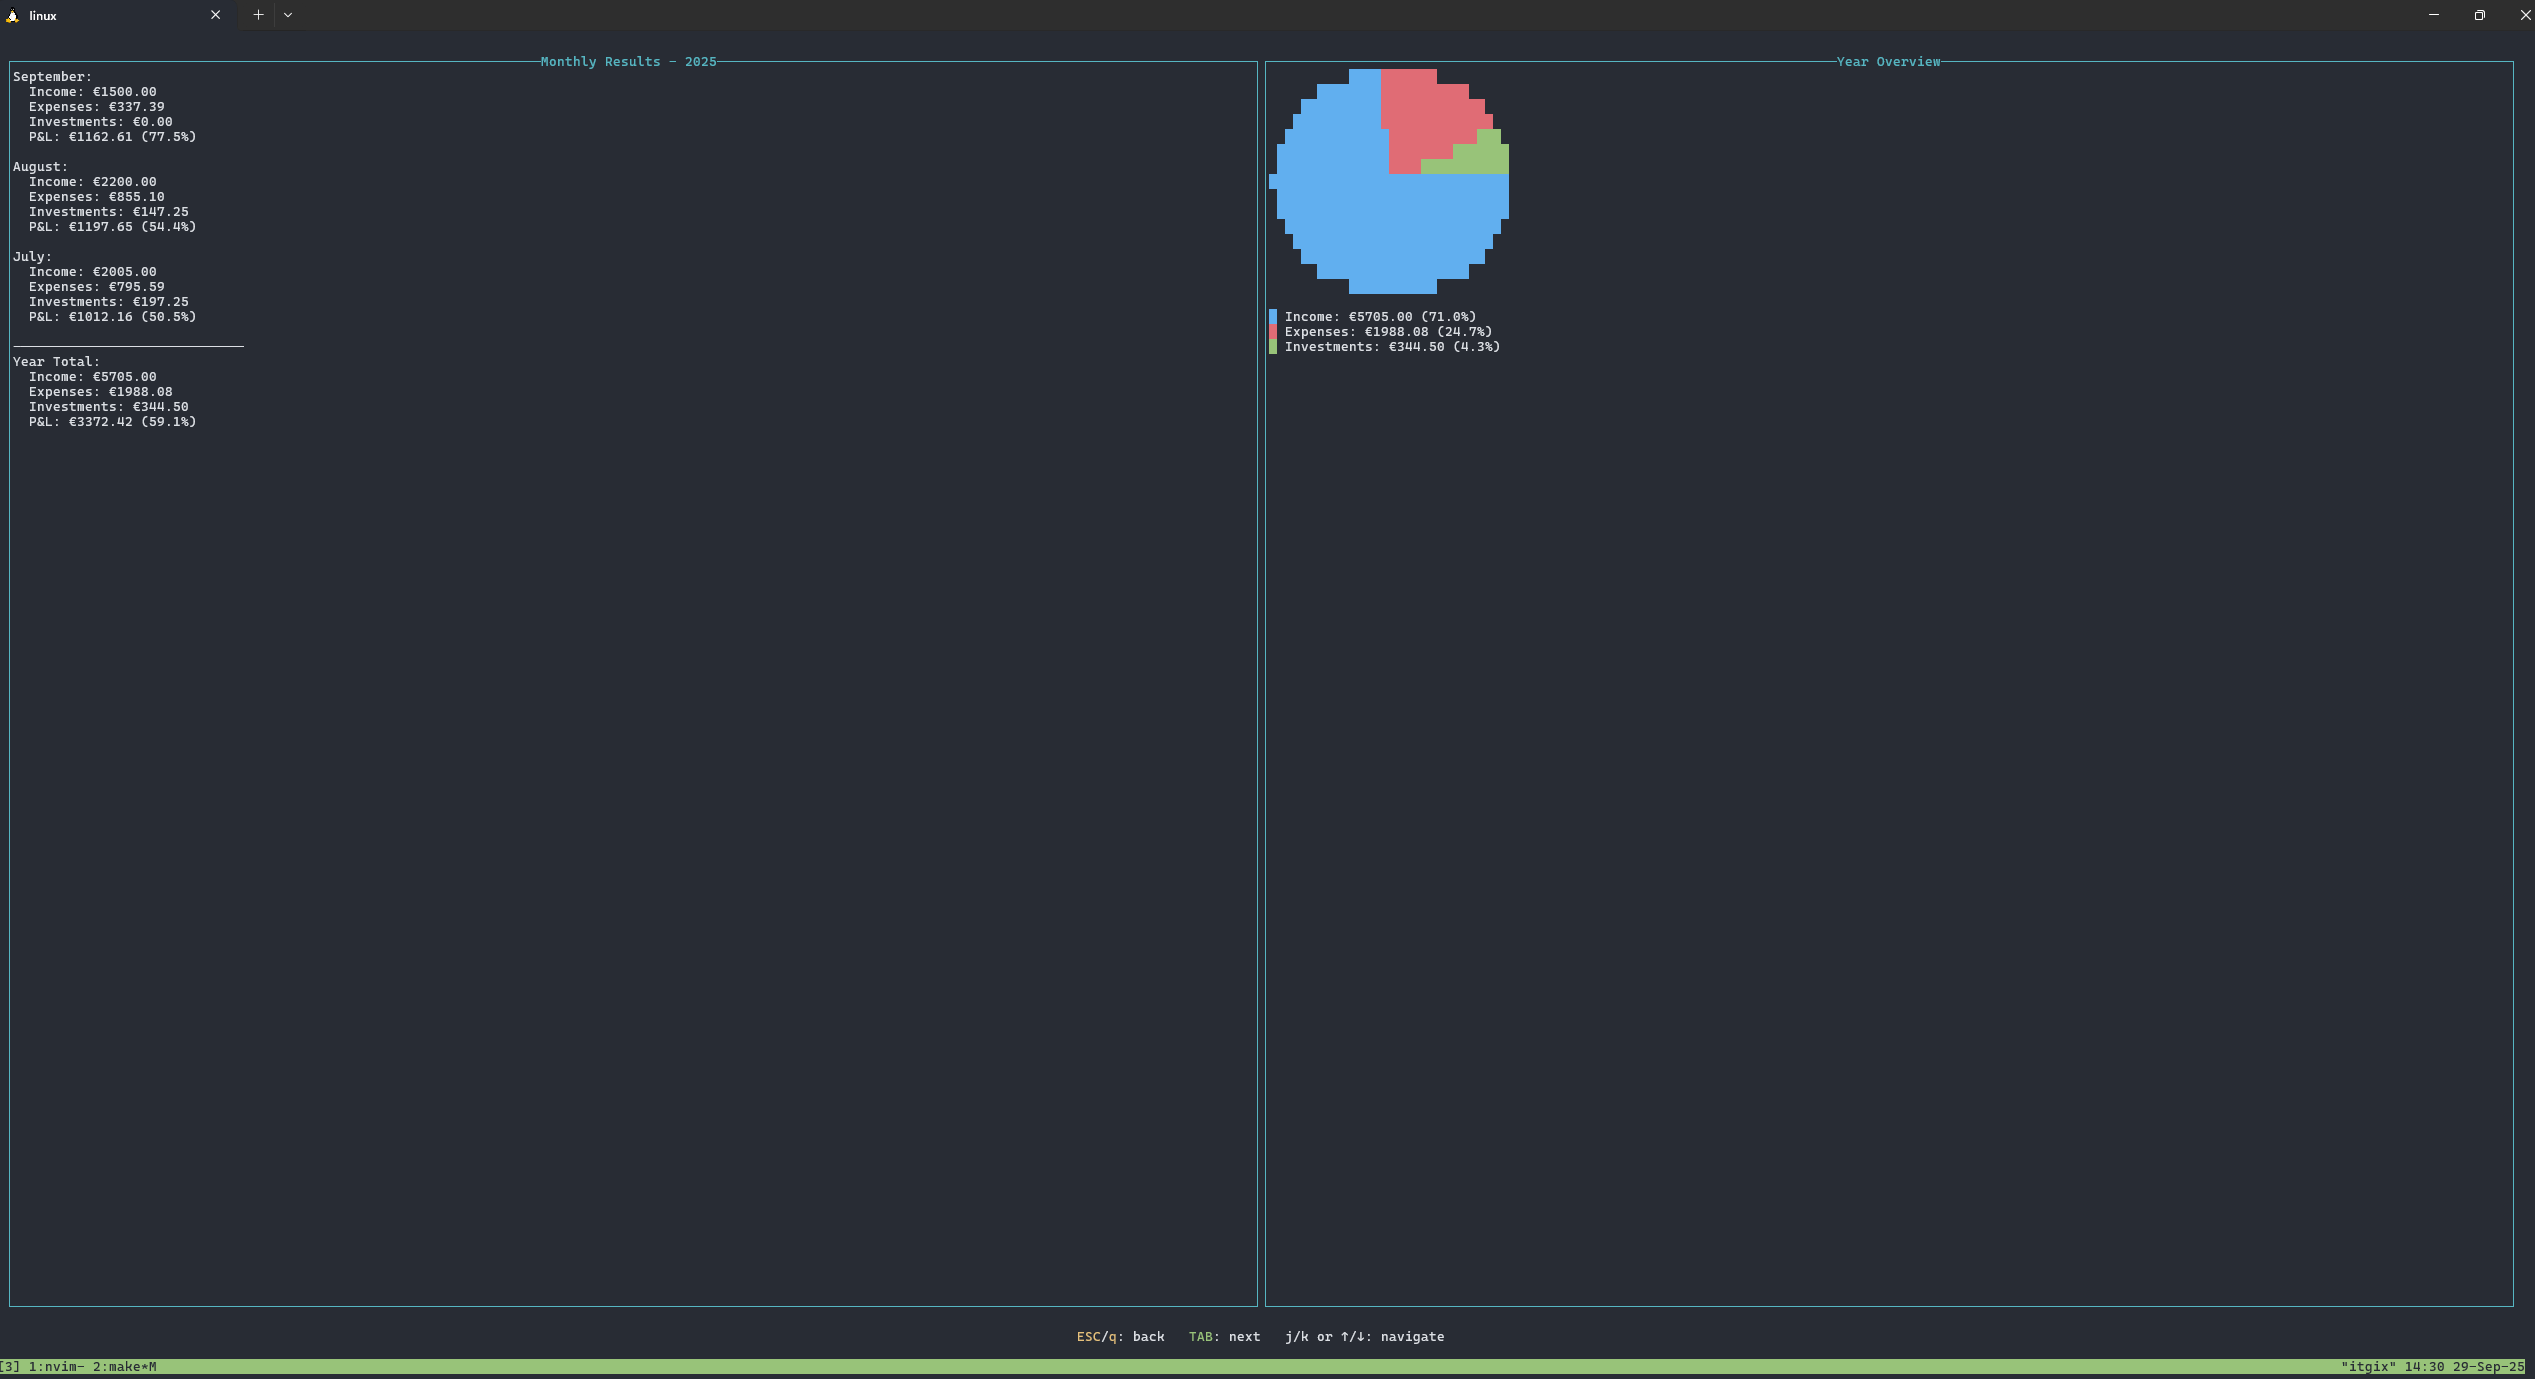 linux
Monthly Results - 2025
September:
Income: €1500.00
Expenses: €337.39
Investments: €0.00
P&L: €1162.61 (77.5%)
August:
Income: €2200.00
Expenses: €855.10
Investments: €147.25
P&L: €1197.65 (54.4%)
July:
Income: €2005.00
Expenses: €795.59
Investments: €197.25
P&L: €1012.16 (50.5%)
Year Total:
Income: €5705.00
Expenses: €1988.08
Investments: €344.50
P&L: €3372.42 (59.1%)
Year Overview
Income: €5705.00 (71.0%)
Expenses: €1988.08 (24.7%)
Investments: €344.50 (4.3%)
ESC/q: back TAB: next j/k or ↑/↓: navigate
[3] 1:nvim- 2:make*M "itgix" 14:30 29-Sep-25